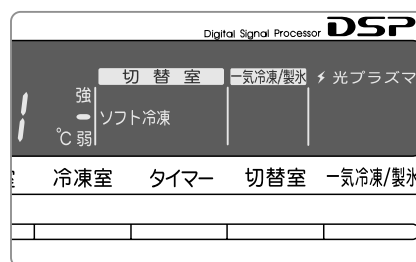 Digital Signal Processor DSP
切替室 一気冷凍/製氷 光プラズマ
強
ソフト冷凍
℃ 弱
冷凍室 タイマー 切替室 一気冷凍/製氷